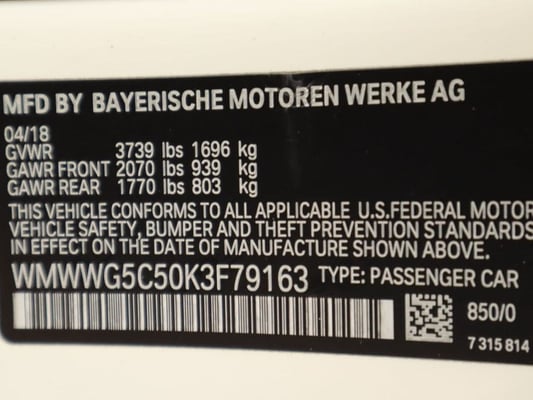 MFD BY BAYERISCHE MOTOREN WERKE AG
04/18
GVWR 3739 lbs 1696 kg
GAWR FRONT 2070 lbs 939 kg
GAWR REAR 1770 lbs 803 kg
THIS VEHICLE CONFORMS TO ALL APPLICABLE U.S.FEDERAL MOTOR
VEHICLE SAFETY, BUMPER AND THEFT PREVENTION STANDARDS
IN EFFECT ON THE DATE OF MANUFACTURE SHOWN ABOVE.
WMWWG5C50K3F79163 TYPE: PASSENGER CAR
850/0
7 315 814